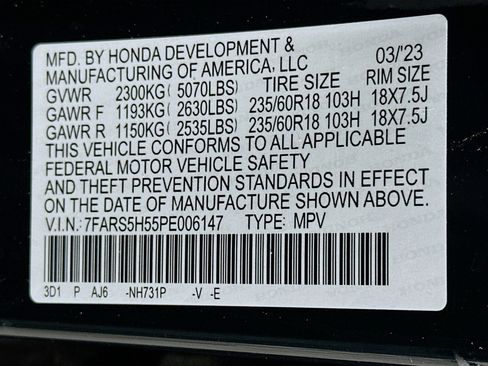 MFD. BY HONDA DEVELOPMENT & 03/'23
MANUFACTURING OF AMERICA, LLC
GVWR 2300KG( 5070LBS) TIRE SIZE RIM SIZE
GAWR F 1193KG( 2630LBS) 235/60R18 103H 18X7.5J
GAWR R 1150KG( 2535LBS) 235/60R18 103H 18X7.5J
THIS VEHICLE CONFORMS TO ALL APPLICABLE
FEDERAL MOTOR VEHICLE SAFETY
AND THEFT PREVENTION STANDARDS IN EFFECT
ON THE DATE OF MANUFACTURE SHOWN ABOVE.
V.I.N.: 7FARS5H55PE006147 TYPE: MPV
3D1 P AJ6 -NH731P -V -E